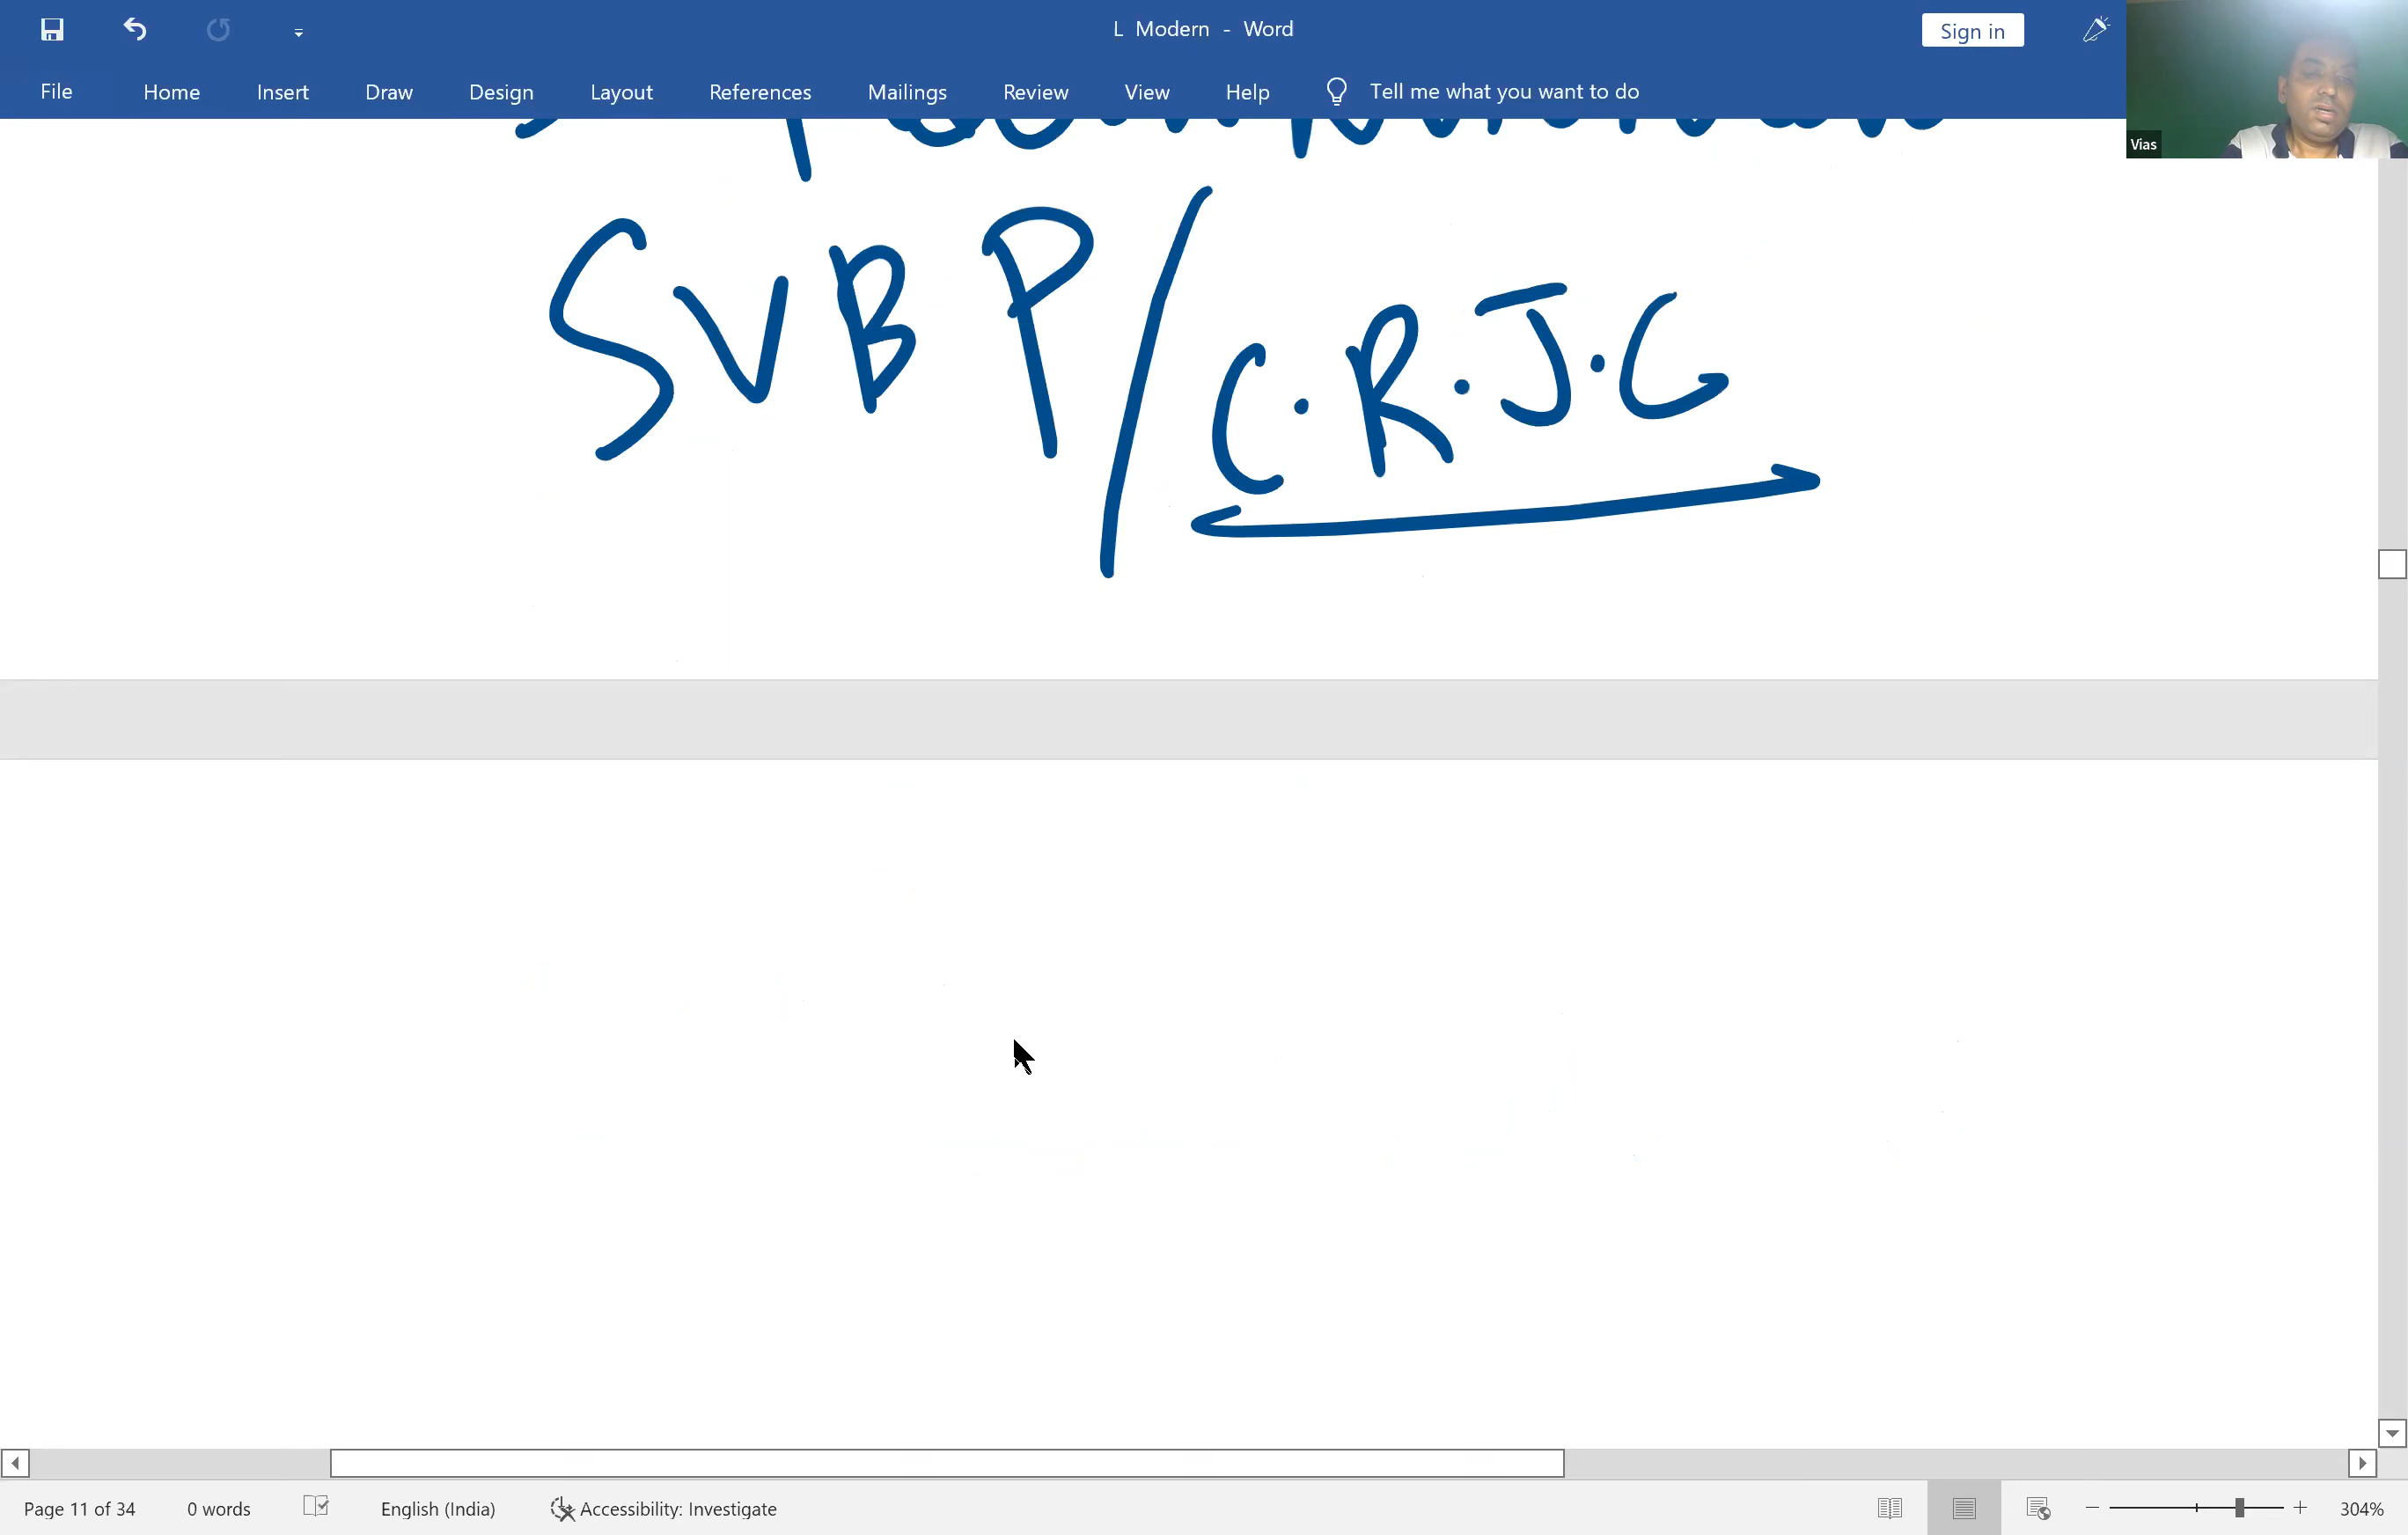 L Modern - Word
Sign in
File Home Insert Draw Design Layout References Mailings Review View Help Tell me what you want to do
Vias
SVBP/C.R.J.G
Page 11 of 34 0 words English (India) Accessibility: Investigate 304%